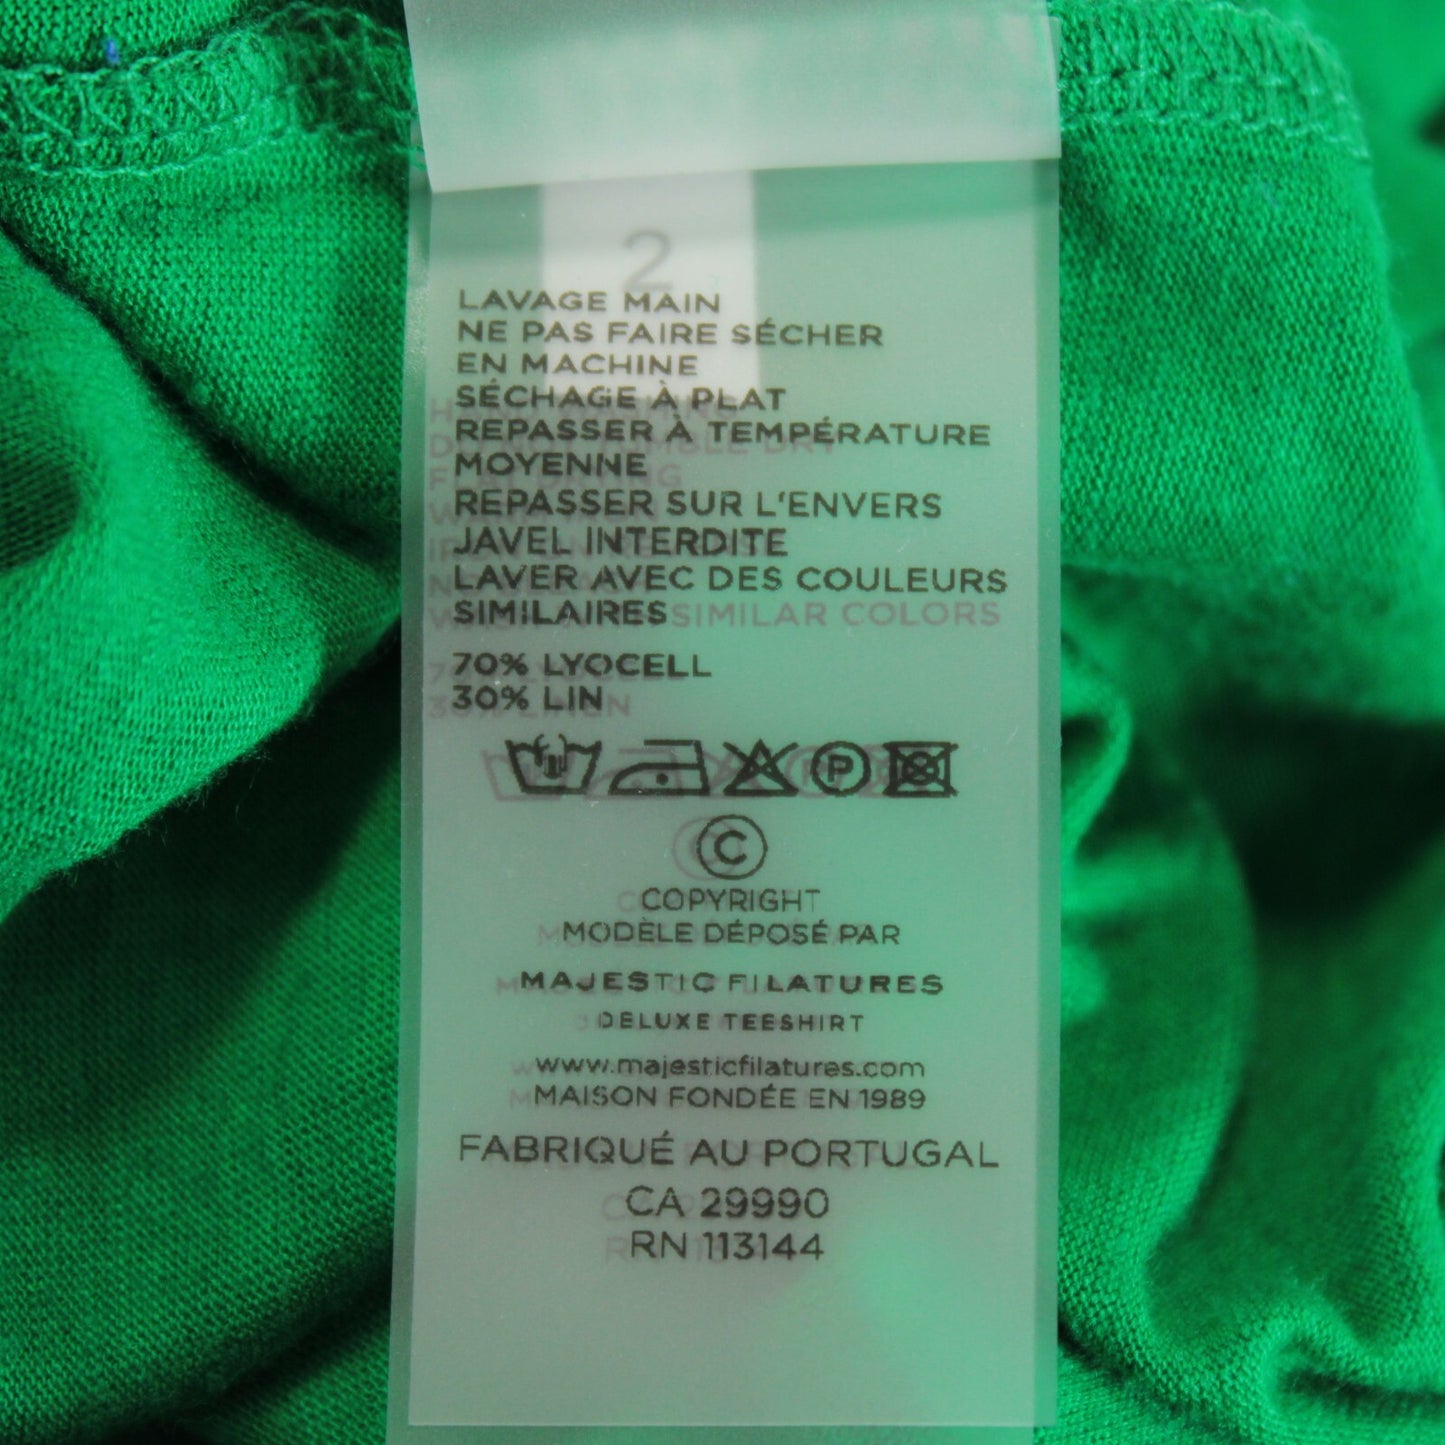 2
LAVAGE MAIN
NE PAS FAIRE SÉCHER
EN MACHINE
SÉCHAGE À PLAT
REPASSER À TEMPÉRATURE
MOYENNE
REPASSER SUR L'ENVERS
JAVEL INTERDITE
LAVER AVEC DES COULEURS
SIMILAIRES SIMILAR COLORS
70% LYOCELL
30% LIN
P
©
COPYRIGHT
MODÈLE DÉPOSÉ PAR
MAJESTIC FILATURES
DELUXE TEESHIRT
www.majesticfilatures.com
MAISON FONDÉE EN 1989
FABRIQUÉ AU PORTUGAL
CA 29990
RN 113144